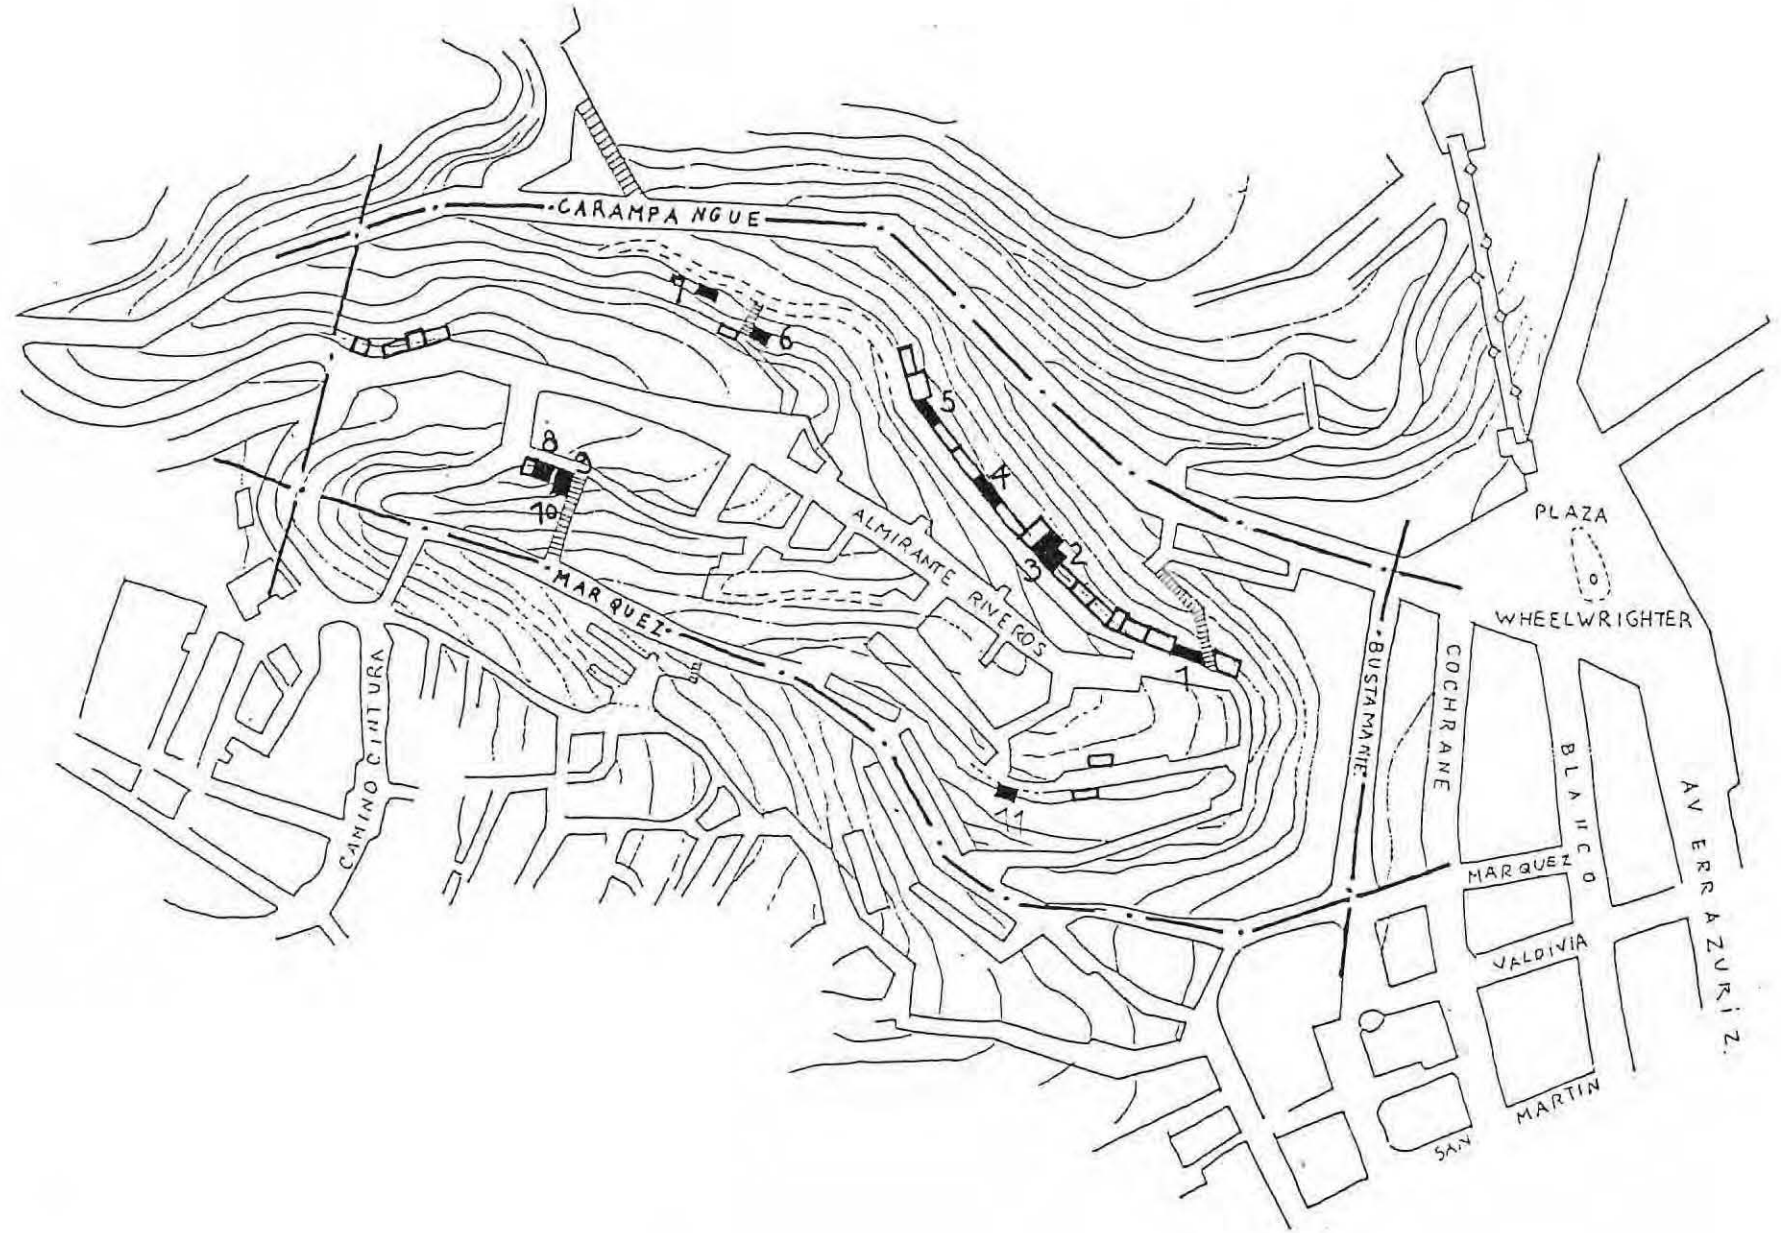 CARAMPANGUE
7
6
5
8
9
4
10
PLAZA
ALMIRANTE
2
3
MARQUEZ
RIVEROS
WHEELWRIGHTER
1
BUSTAMANTE
COCHRANE
CAMINO CINTURA
BLANCO
AV ERRAZURIZ.
11
MARQUEZ
VALDIVIA
SAN
MARTIN